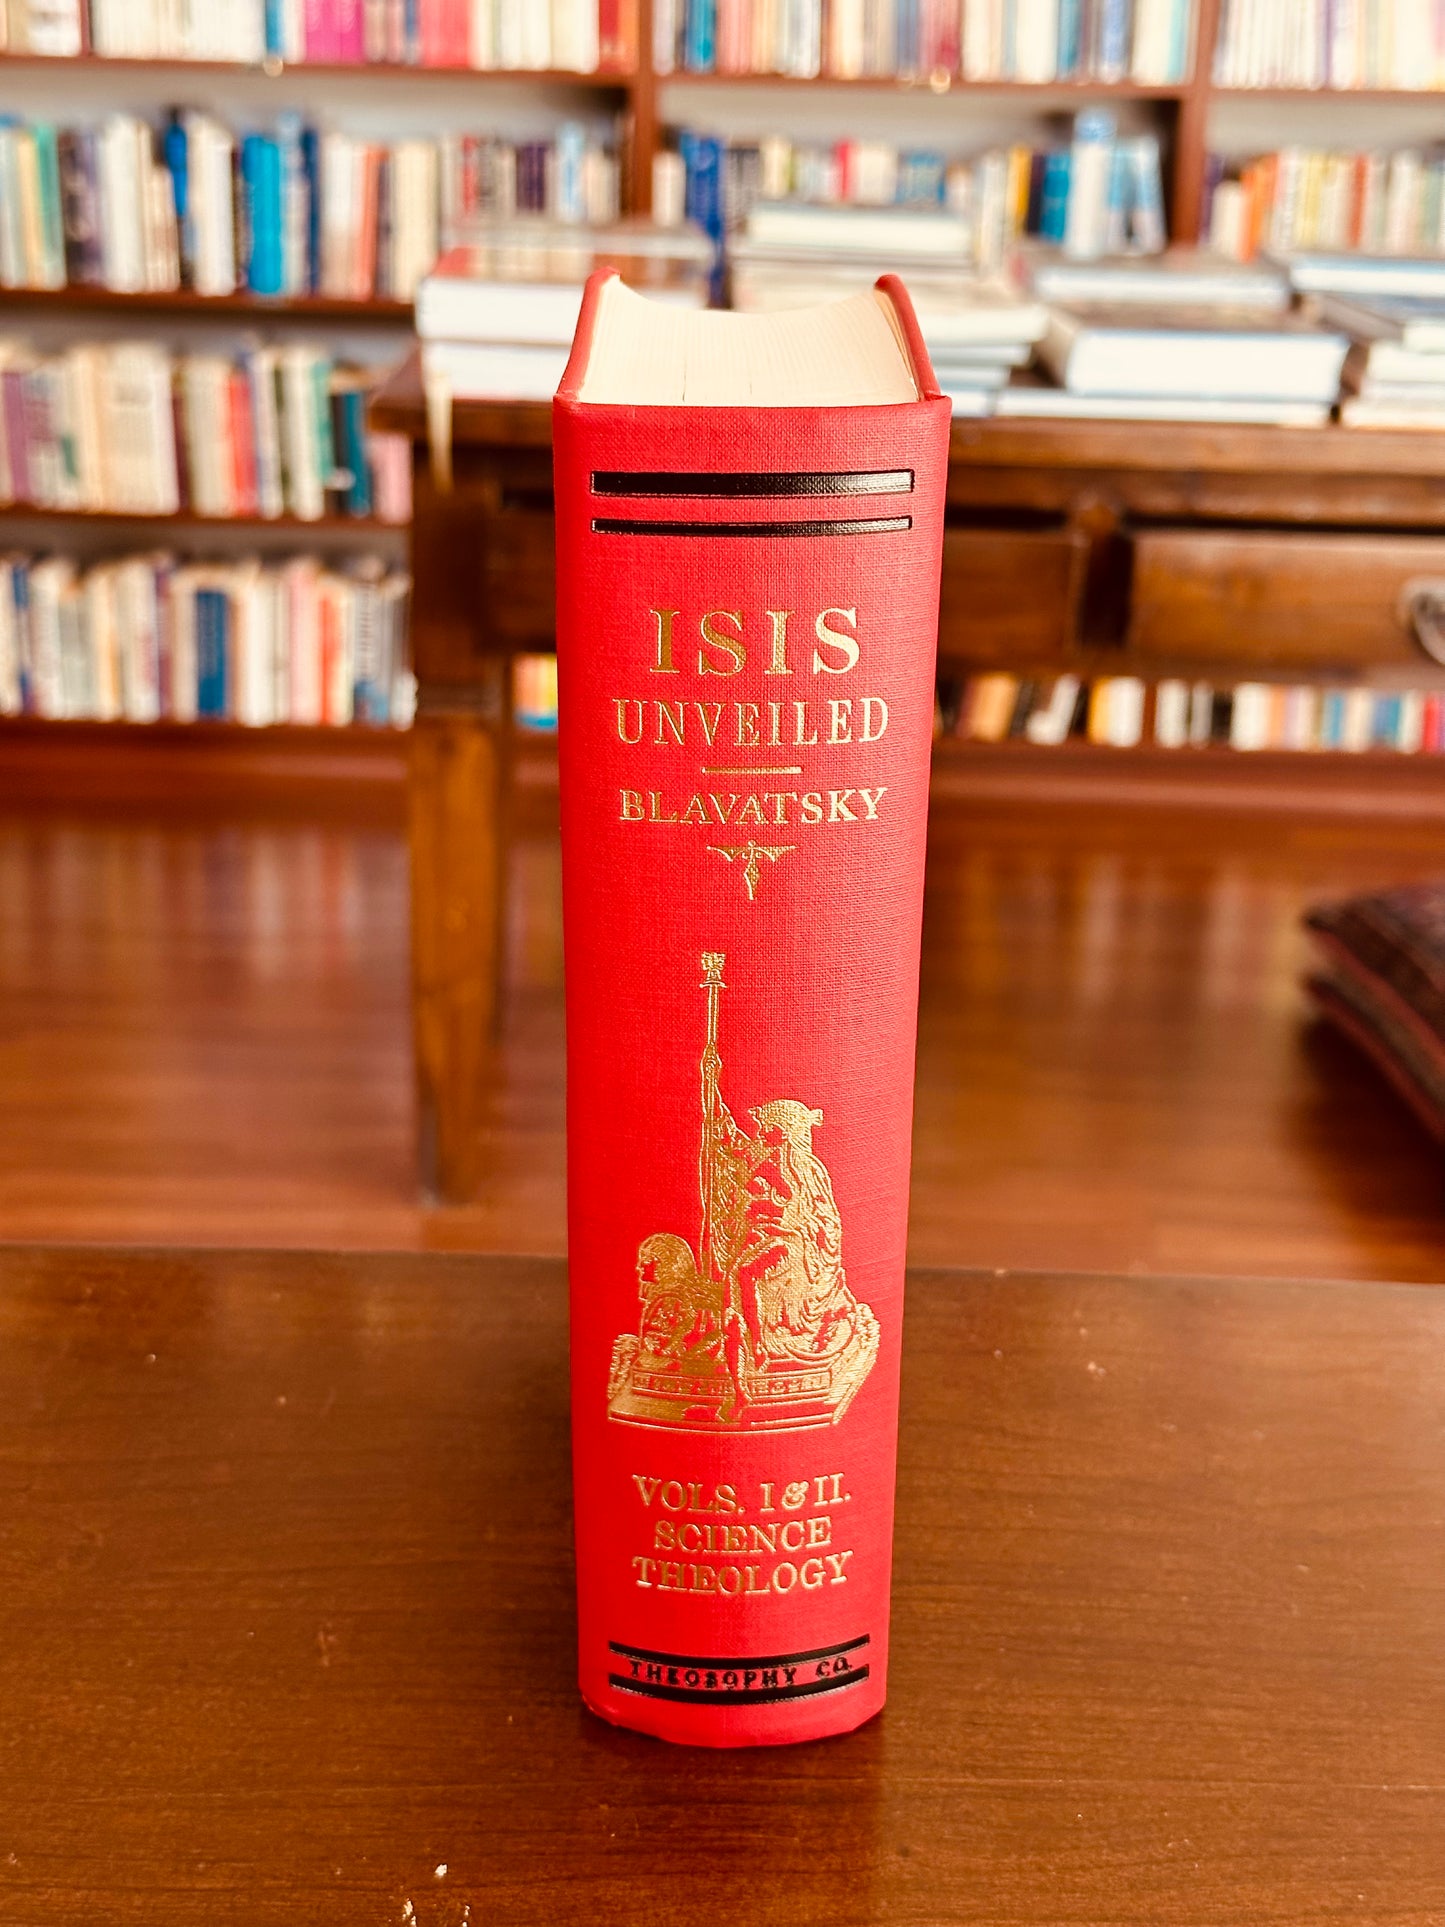 ISIS
UNVEILED
BLAVATSKY
VOLS. I & II.
SCIENCE
THEOLOGY
THEOSOPHY CO.